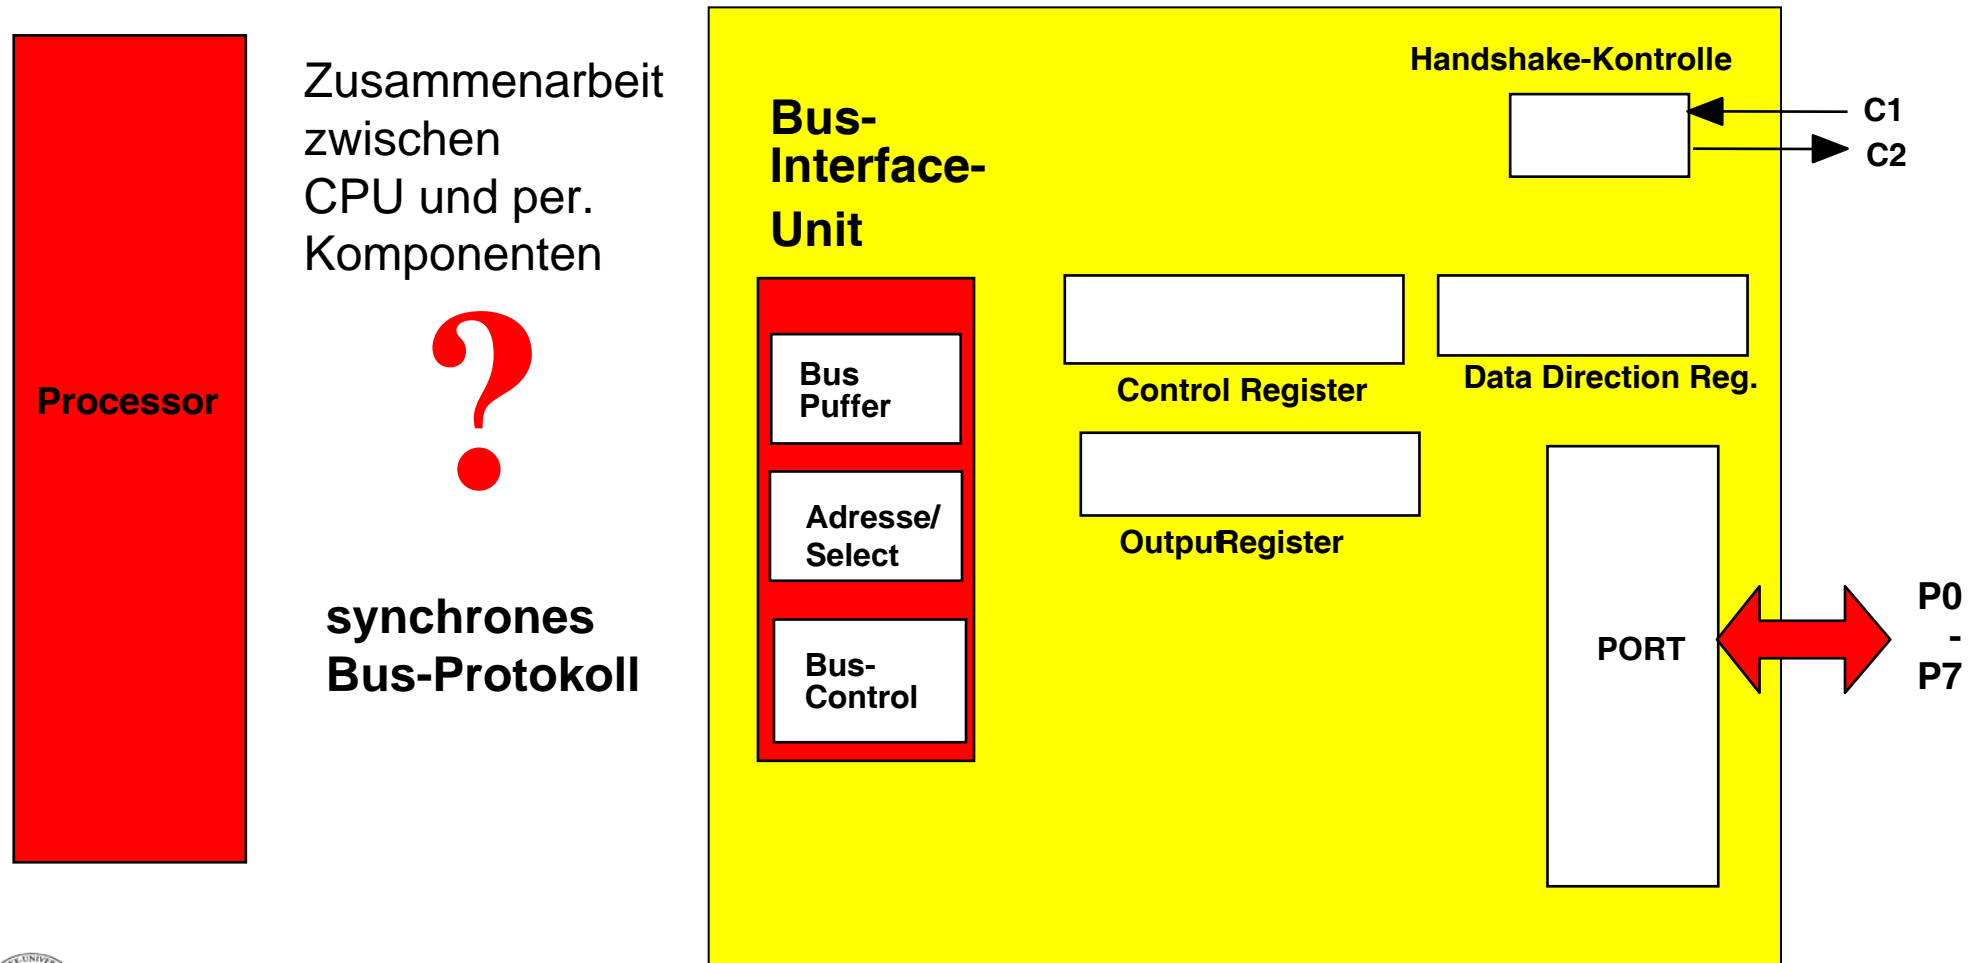 Processor
Zusammenarbeit
zwischen
CPU und per.
Komponenten
?
synchrones
Bus-Protokoll
Bus-
Interface-
Unit
Bus
Puffer
Adresse/
Select
Bus-
Control
Handshake-Kontrolle
C1
C2
Control Register
Data Direction Reg.
OutputRegister
PORT
P0
-
P7